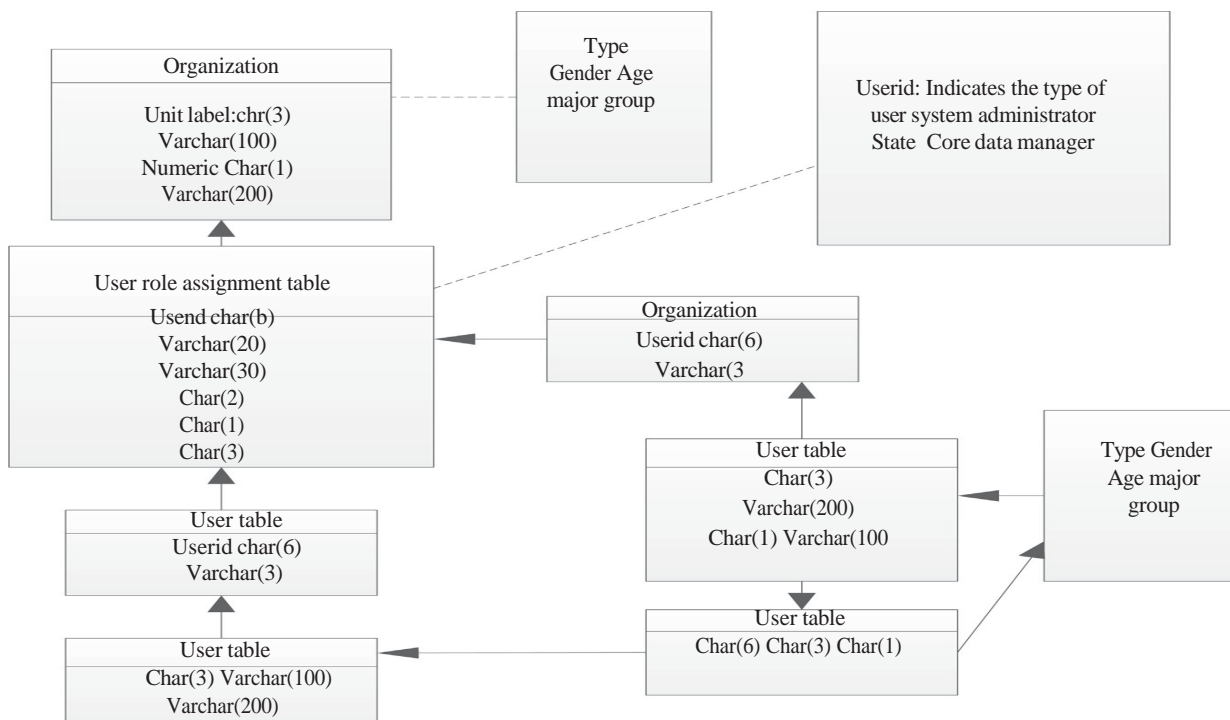 Organization
Unit label:chr(3)
Varchar(100)
Numeric Char(1)
Varchar(200)
Type
Gender Age
major group
Userid: Indicates the type of
user system administrator
State Core data manager
User role assignment table
Usend char(b)
Varchar(20)
Varchar(30)
Char(2)
Char(1)
Char(3)
Organization
Userid char(6)
Varchar(3
User table
Char(3)
Varchar(200)
Char(1) Varchar(100
Type Gender
Age major
group
User table
Userid char(6)
Varchar(3)
User table
Char(6) Char(3) Char(1)
User table
Char(3) Varchar(100)
Varchar(200)